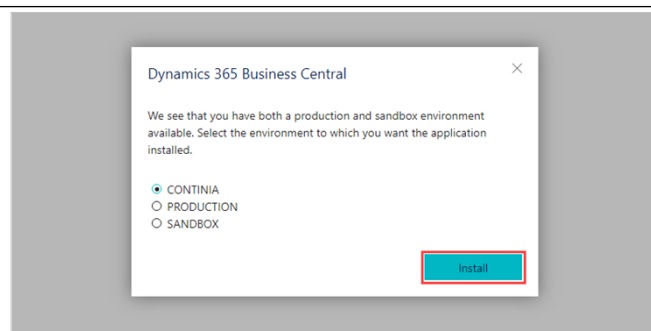 Dynamics 365 Business Central
We see that you have both a production and sandbox environment
available. Select the environment to which you want the application
installed.
CONTINIA
PRODUCTION
SANDBOX
Install